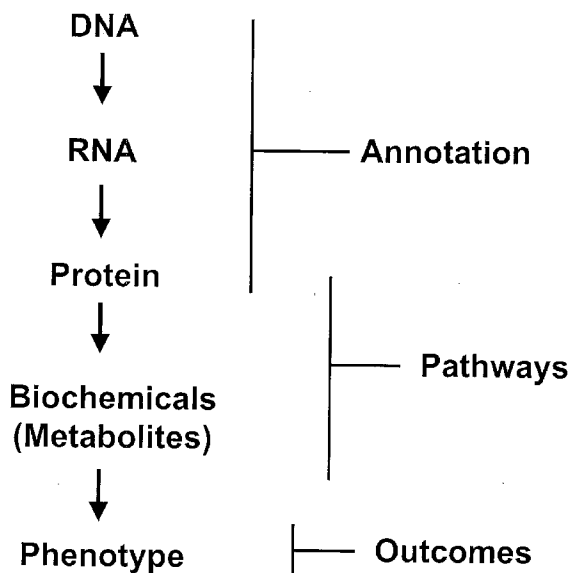 DNA
RNA
Annotation
Protein
Pathways
Biochemicals
(Metabolites)
Phenotype
Outcomes